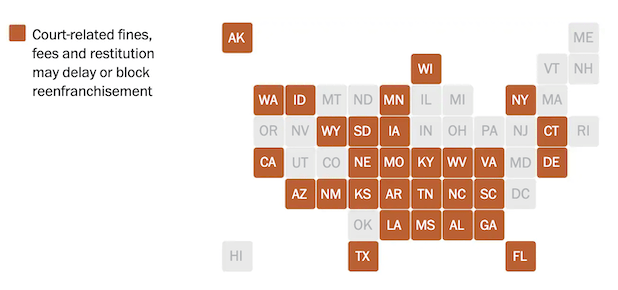 Court-related fines,
fees and restitution
may delay or block
reenfranchisement
AK ME
WI VT NH
WA ID MT ND MN IL MI NY MA
OR NV WY SD IA IN OH PA NJ CT RI
CA UT CO NE MO KY WV VA MD DE
AZ NM KS AR TN NC SC DC
OK LA MS AL GA
HI TX FL